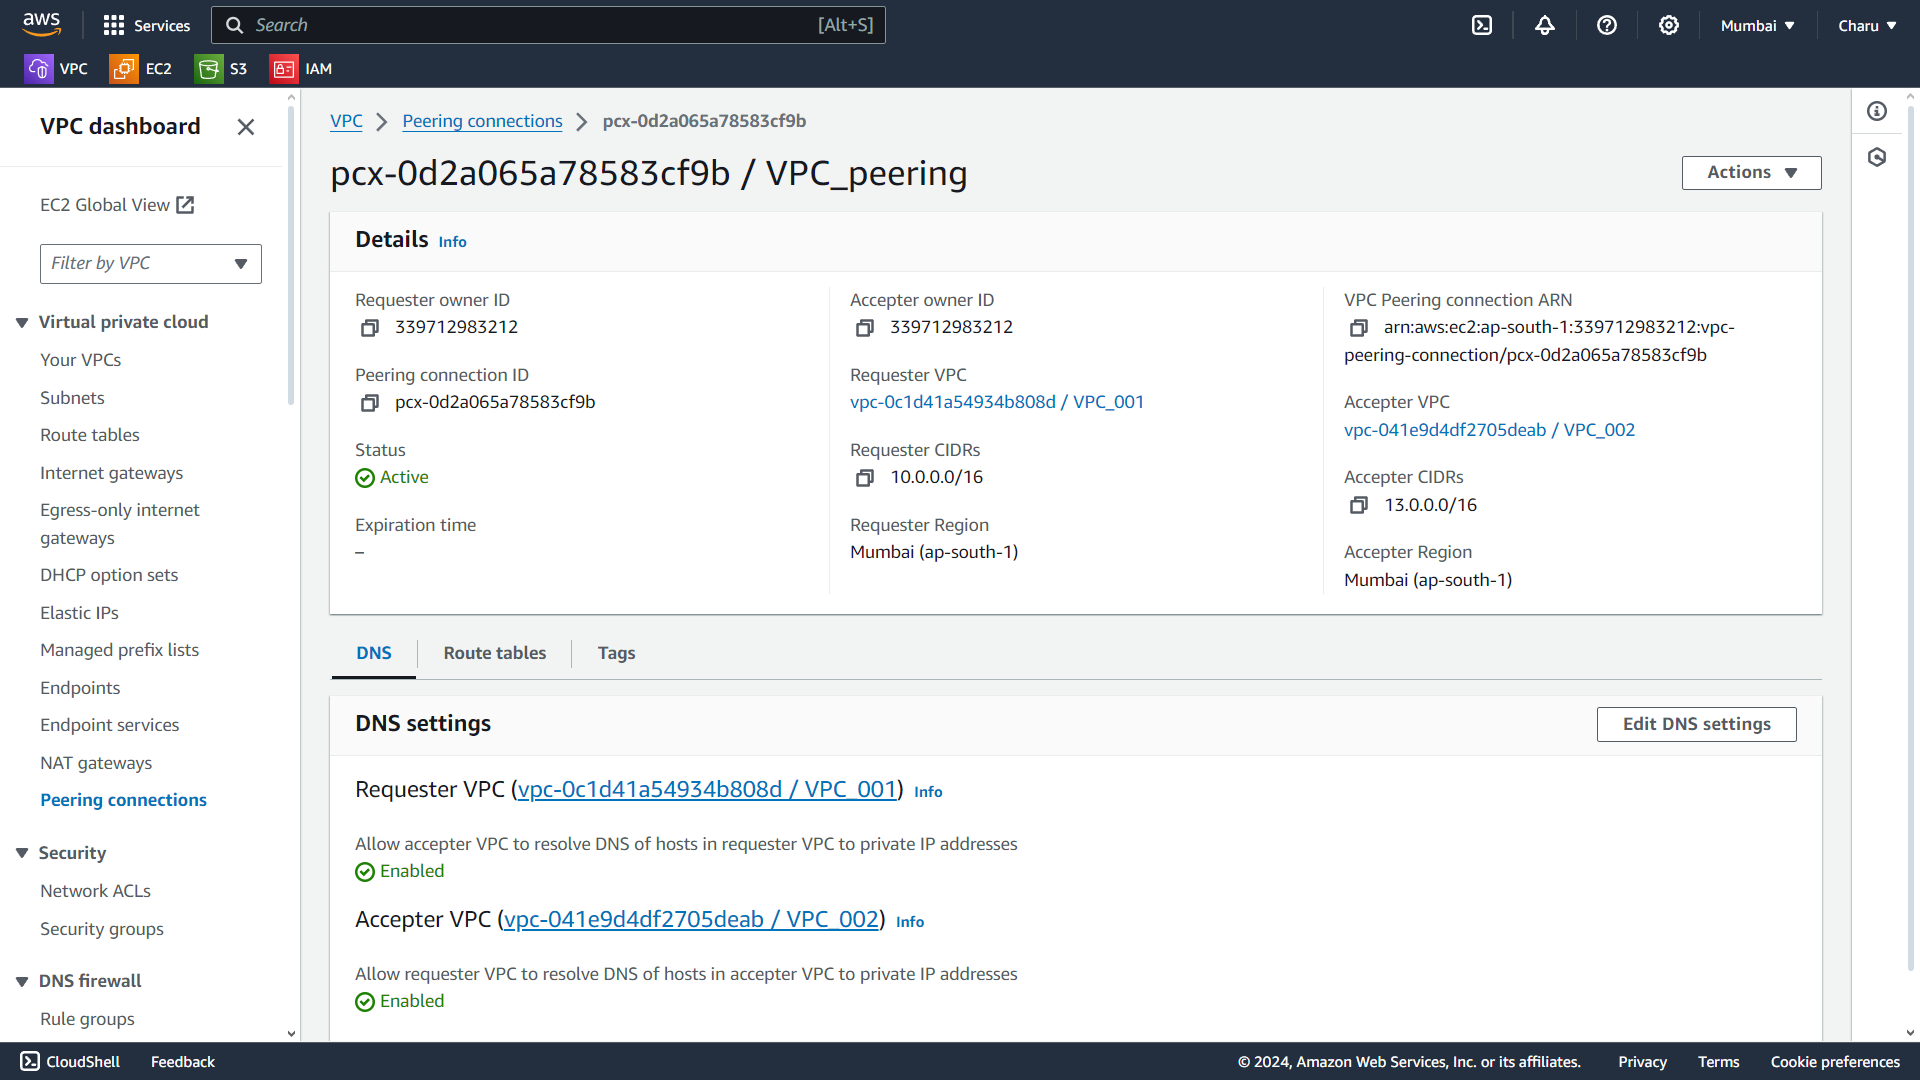 aws
Services
Search
[Alt+S]
Mumbai
Charu
VPC
EC2
S3
IAM
VPC dashboard
EC2 Global View
Filter by VPC
Virtual private cloud
Your VPCs
Subnets
Route tables
Internet gateways
Egress-only internet
gateways
DHCP option sets
Elastic IPs
Managed prefix lists
Endpoints
Endpoint services
NAT gateways
Peering connections
Security
Network ACLs
Security groups
DNS firewall
Rule groups
VPC > Peering connections > pcx-0d2a065a78583cf9b
pcx-0d2a065a78583cf9b / VPC_peering
Actions
Details Info
Requester owner ID
339712983212
Peering connection ID
pcx-0d2a065a78583cf9b
Status
Active
Expiration time
–
Accepter owner ID
339712983212
Requester VPC
vpc-0c1d41a54934b808d / VPC_001
Requester CIDRs
10.0.0.0/16
Requester Region
Mumbai (ap-south-1)
VPC Peering connection ARN
arn:aws:ec2:ap-south-1:339712983212:vpc-
peering-connection/pcx-0d2a065a78583cf9b
Accepter VPC
vpc-041e9d4df2705deab / VPC_002
Accepter CIDRs
13.0.0.0/16
Accepter Region
Mumbai (ap-south-1)
DNS
Route tables
Tags
DNS settings
Edit DNS settings
Requester VPC (vpc-0c1d41a54934b808d / VPC_001) Info
Allow accepter VPC to resolve DNS of hosts in requester VPC to private IP addresses
Enabled
Accepter VPC (vpc-041e9d4df2705deab / VPC_002) Info
Allow requester VPC to resolve DNS of hosts in accepter VPC to private IP addresses
Enabled
CloudShell
Feedback
© 2024, Amazon Web Services, Inc. or its affiliates.
Privacy
Terms
Cookie preferences